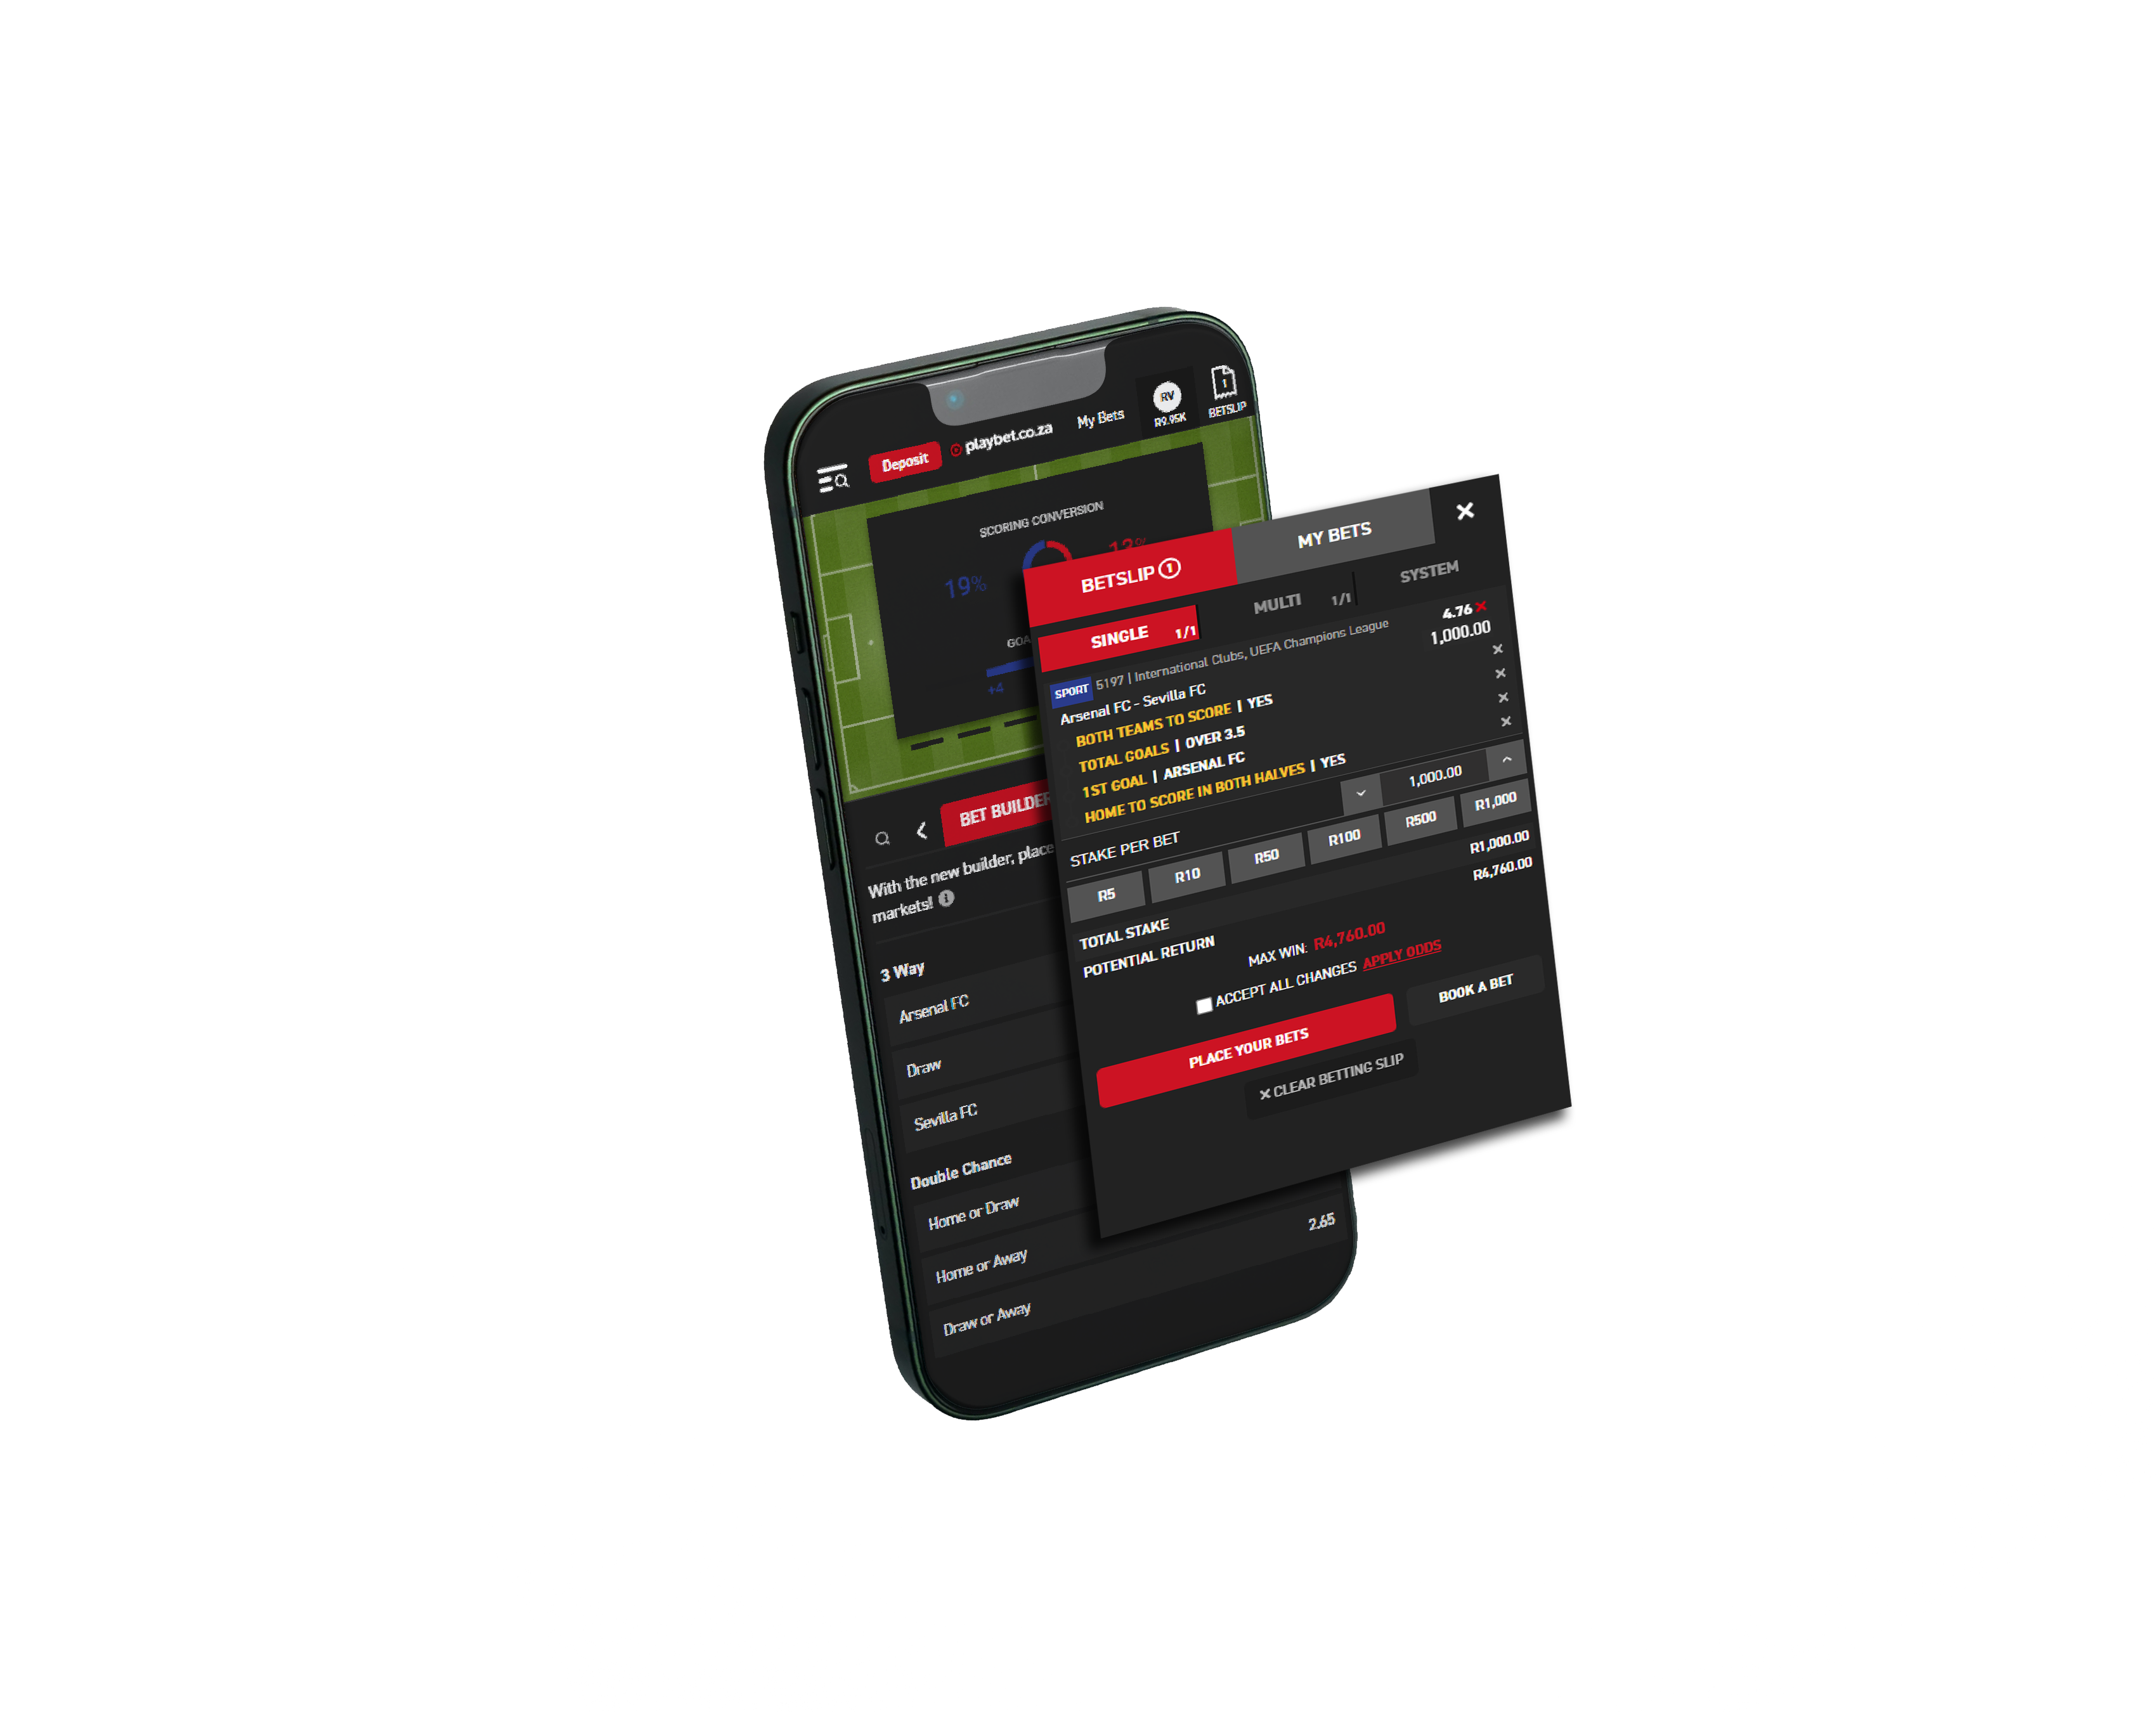 Deposit
playbet.co.za
My Bets
RV
R9.95K
1
BETSLIP
SCORING CONVERSION
19%
GOA
+4
BET BUILDER
With the new builder, place
markets!
3 Way
Arsenal FC
Draw
Sevilla FC
Double Chance
Home or Draw
Home or Away
Draw or Away
2.65
BETSLIP 1
MY BETS
SINGLE 1/1
MULTI 1/1
SYSTEM
SPORT 5197 | International Clubs, UEFA Champions League
4.76
Arsenal FC - Sevilla FC
1,000.00
BOTH TEAMS TO SCORE | YES
TOTAL GOALS | OVER 3.5
1ST GOAL | ARSENAL FC
HOME TO SCORE IN BOTH HALVES | YES
STAKE PER BET
1,000.00
R5 R10 R50 R100 R500 R1,000
TOTAL STAKE R1,000.00
POTENTIAL RETURN R4,760.00
MAX WIN: R4,760.00
ACCEPT ALL CHANGES APPLY ODDS
PLACE YOUR BETS
BOOK A BET
CLEAR BETTING SLIP